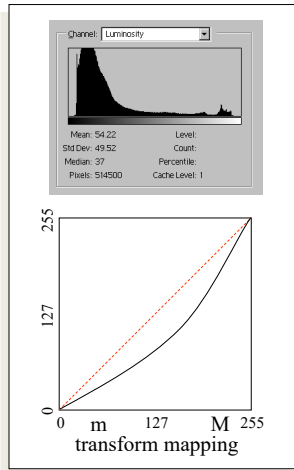 Channel: Luminosity
Mean: 54.22 Level:
Std Dev: 49.52 Count:
Median: 37 Percentile:
Pixels: 514500 Cache Level: 1
255
127
0
0 m 127 M 255
transform mapping